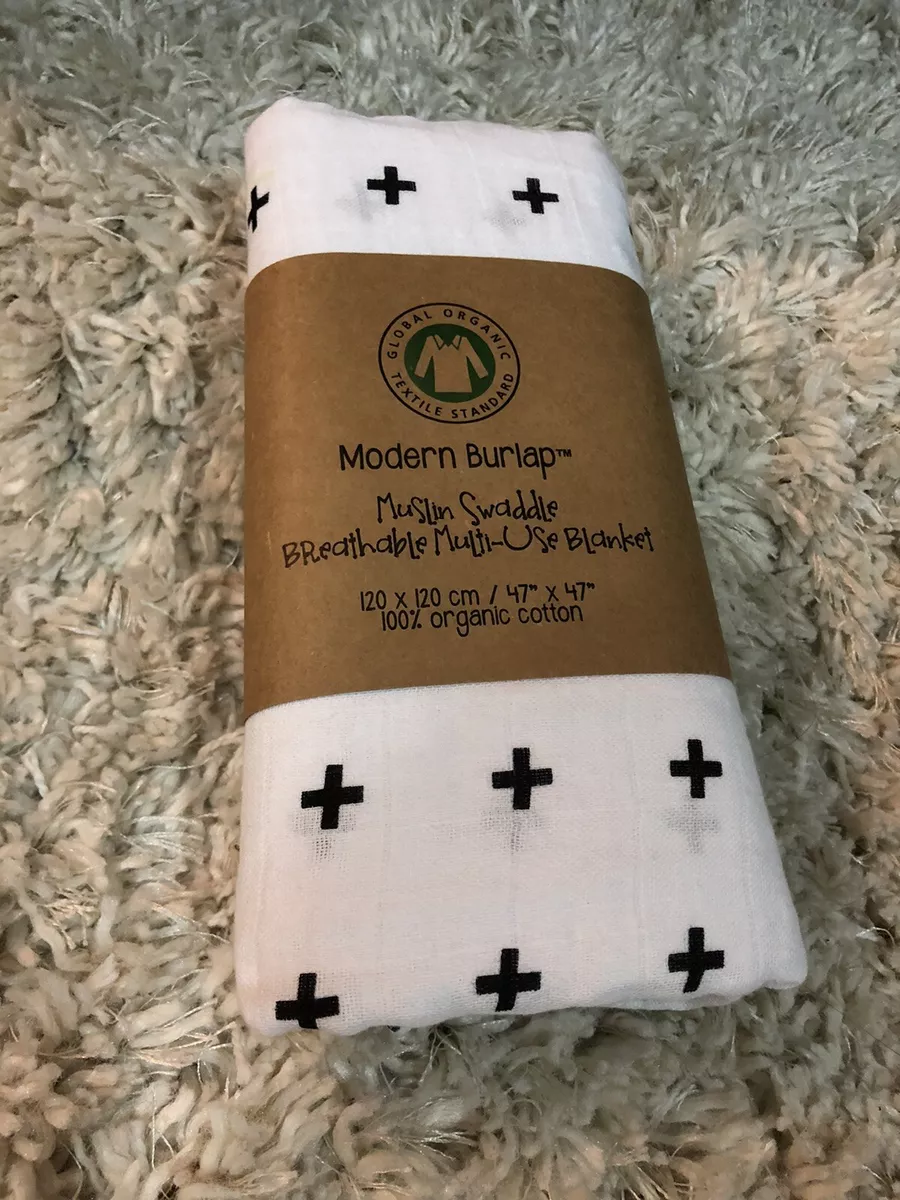 GLOBAL ORGANIC
TEXTILE STANDARD
Modern Burlap™
Muslin Swaddle
BReathable Multi-Use Blanket
120 x 120 cm / 47" x 47"
100% organic cotton